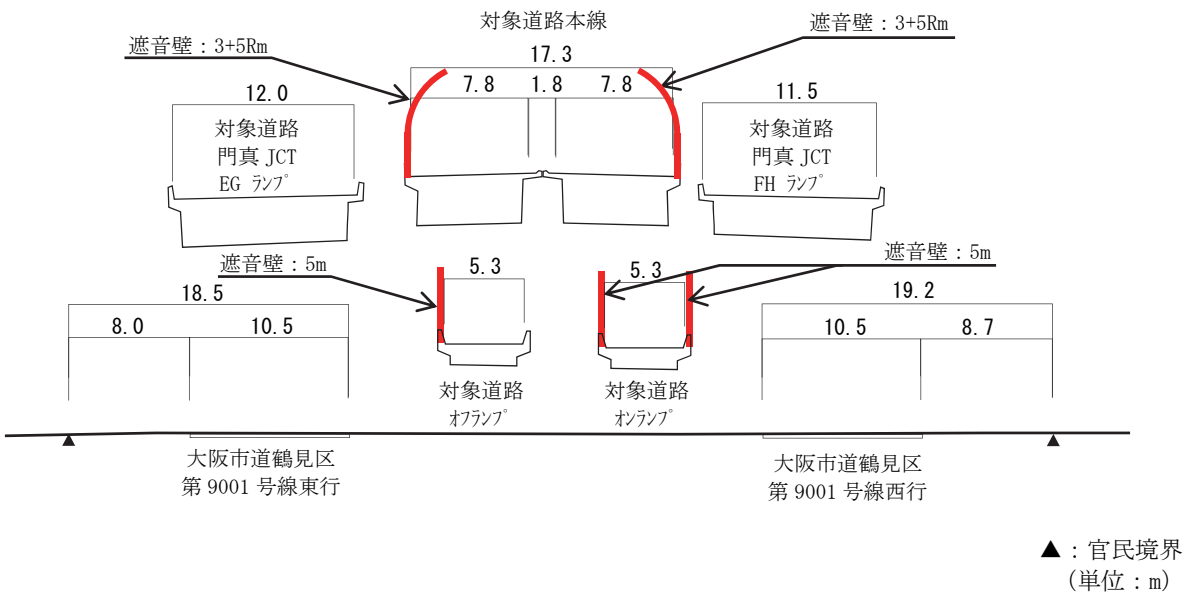 対象道路本線
遮音壁：3+5Rm
遮音壁：3+5Rm
17.3
7.8 1.8 7.8
12.0
11.5
対象道路
門真 JCT
EG ﾗﾝﾌﾟ
対象道路
門真 JCT
FH ﾗﾝﾌﾟ
遮音壁：5m
遮音壁：5m
5.3
5.3
18.5
19.2
8.0 10.5
10.5 8.7
対象道路
ｵﾌﾗﾝﾌﾟ
対象道路
ｵﾝﾗﾝﾌﾟ
大阪市道鶴見区
第 9001 号線東行
大阪市道鶴見区
第 9001 号線西行
▲：官民境界
(単位：m)